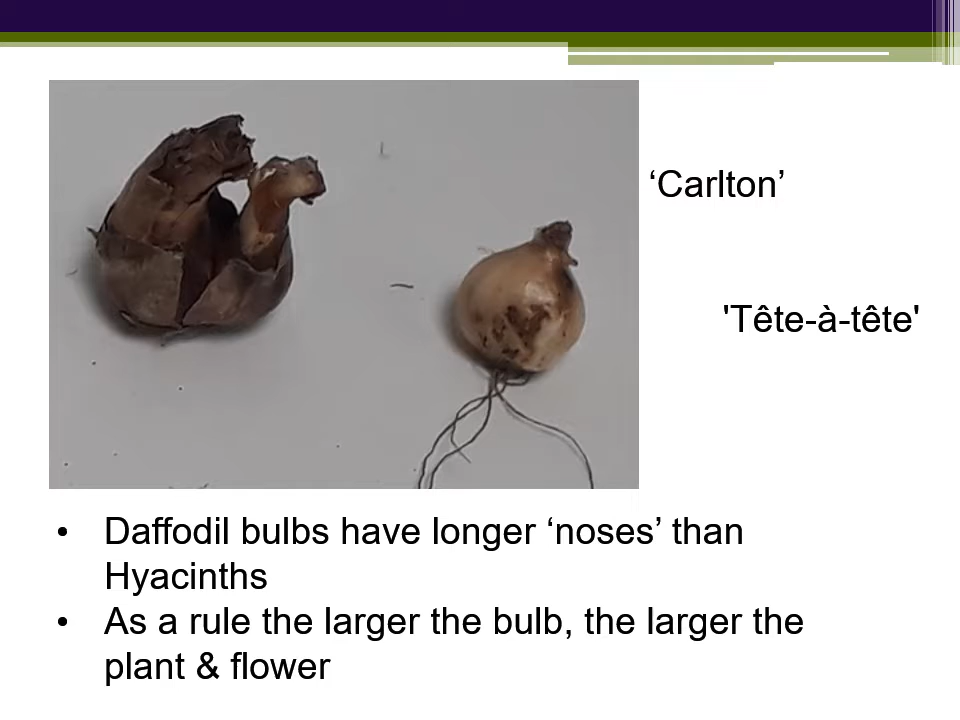 ‘Carlton’
'Tête-à-tête'
• Daffodil bulbs have longer ‘noses’ than
Hyacinths
• As a rule the larger the bulb, the larger the
plant & flower